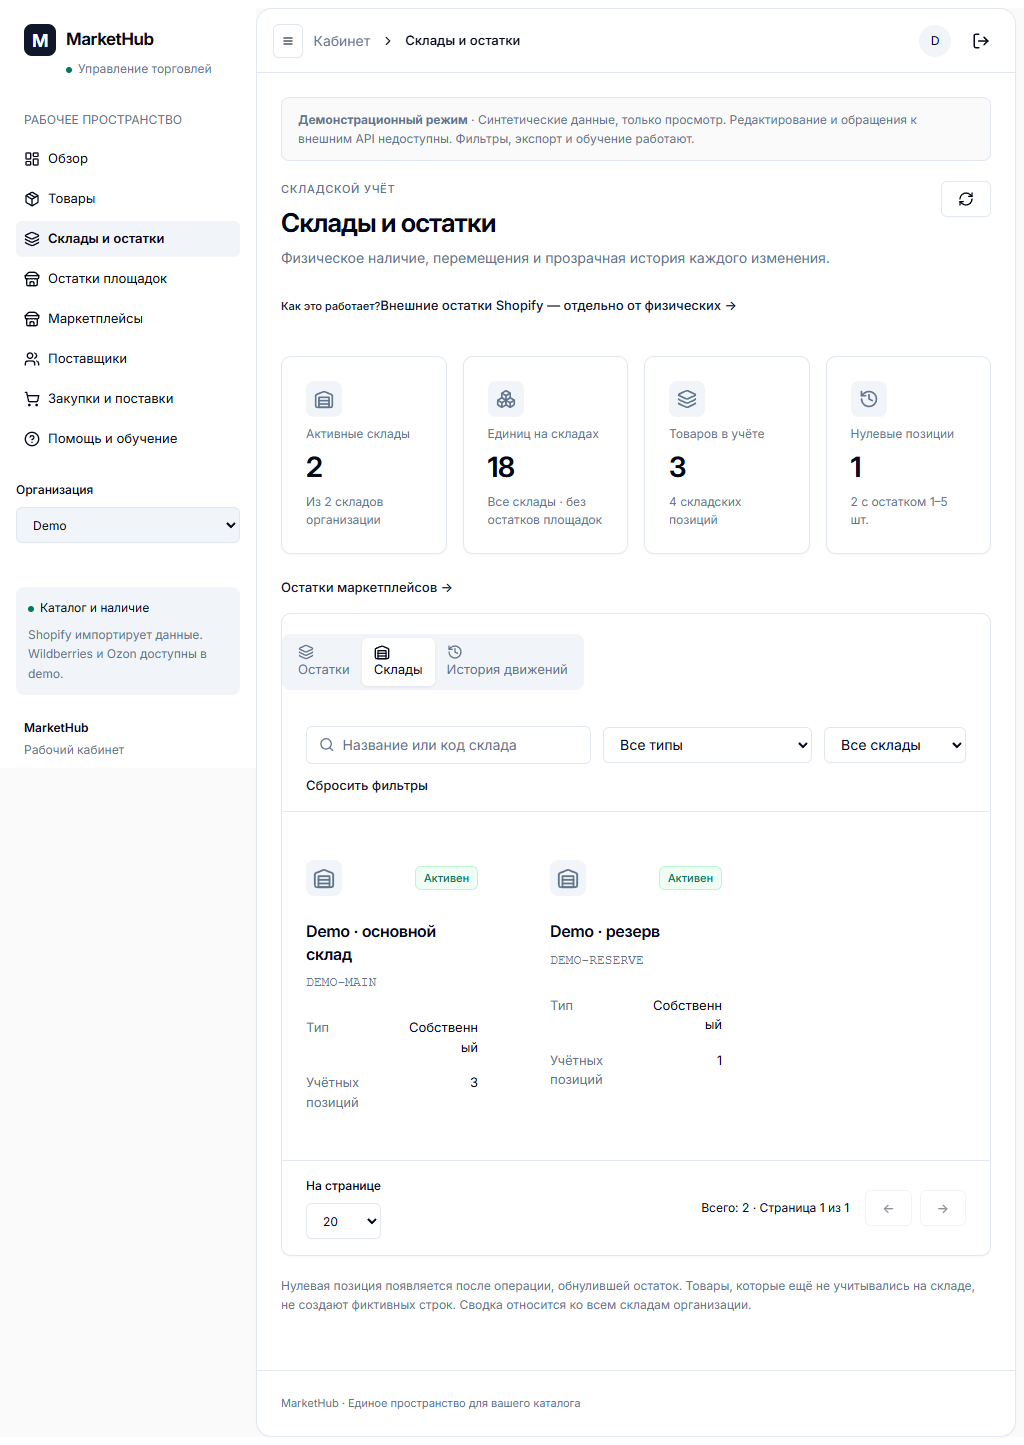 M MarketHub
Управление торговлей
РАБОЧЕЕ ПРОСТРАНСТВО
Обзор
Товары
Склады и остатки
Остатки площадок
Маркетплейсы
Поставщики
Закупки и поставки
Помощь и обучение
Организация
Demo
Каталог и наличие
Shopify импортирует данные.
Wildberries и Ozon доступны в
demo.
MarketHub
Рабочий кабинет
Кабинет > Склады и остатки
D
Демонстрационный режим · Синтетические данные, только просмотр. Редактирование и обращения к
внешним API недоступны. Фильтры, экспорт и обучение работают.
СКЛАДСКОЙ УЧЁТ
Склады и остатки
Физическое наличие, перемещения и прозрачная история каждого изменения.
Как это работает?Внешние остатки Shopify — отдельно от физических →
Активные склады
2
Из 2 складов
организации
Единиц на складах
18
Все склады · без
остатков площадок
Товаров в учёте
3
4 складских
позиций
Нулевые позиции
1
2 с остатком 1–5
шт.
Остатки маркетплейсов →
Остатки
Склады
История движений
Название или код склада
Все типы
Все склады
Сбросить фильтры
Активен
Demo · основной
склад
DEMO-MAIN
Тип
Собственн
ый
Учётных
позиций
3
Активен
Demo · резерв
DEMO-RESERVE
Тип
Собственн
ый
Учётных
позиций
1
На странице
20
Всего: 2 · Страница 1 из 1
←
→
Нулевая позиция появляется после операции, обнулившей остаток. Товары, которые ещё не учитывались на складе,
не создают фиктивных строк. Сводка относится ко всем складам организации.
MarketHub · Единое пространство для вашего каталога